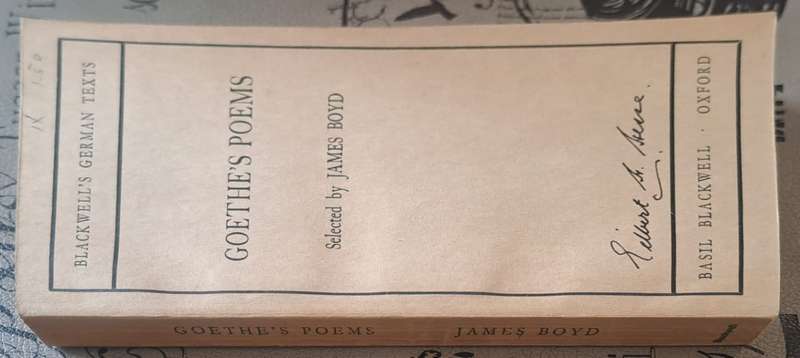 BLACKWELL'S GERMAN TEXTS
GOETHE'S POEMS
Selected by JAMES BOYD
BASIL BLACKWELL · OXFORD
GOETHE'S POEMS JAMES BOYD